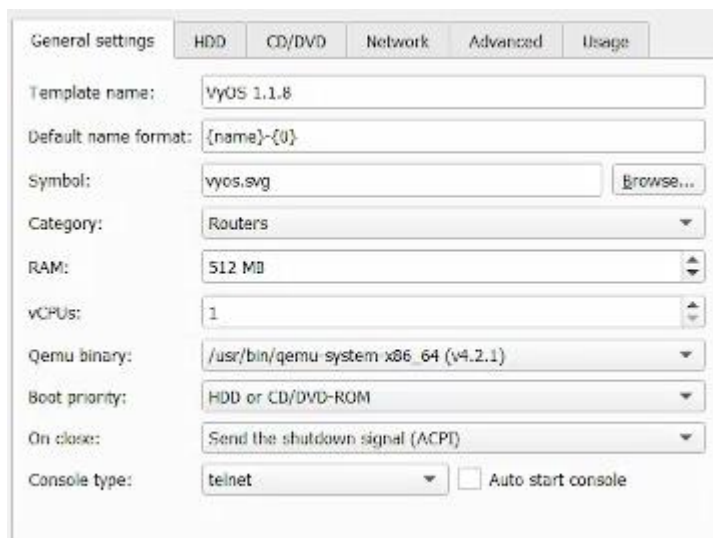 General settings HDD CD/DVD Network Advanced Usage
Template name: VyOS 1.1.8
Default name format: {name}-{0}
Symbol: vyos.svg Browse...
Category: Routers
RAM: 512 MB
vCPUs: 1
Qemu binary: /usr/bin/qemu-system-x86_64 (v4.2.1)
Boot priority: HDD or CD/DVD-ROM
On close: Send the shutdown signal (ACPI)
Console type: telnet Auto start console